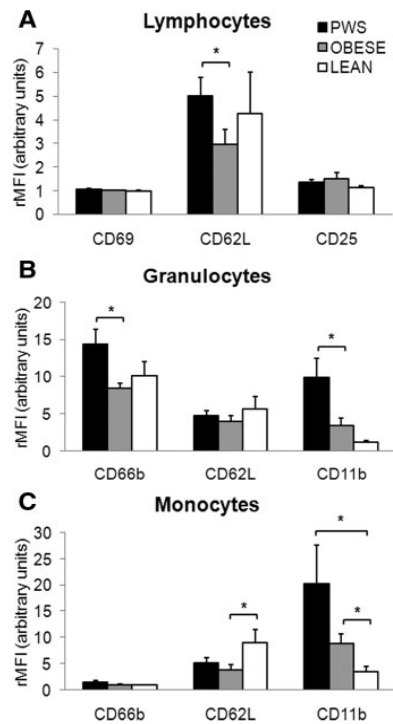 A
Lymphocytes
PWS
OBESE
LEAN
rMFI (arbitrary units)
7
6
5
4
3
2
1
0
*
CD69 CD62L CD25
B
Granulocytes
rMFI (arbitrary units)
20
15
10
5
0
*
*
CD66b CD62L CD11b
C
Monocytes
rMFI (arbitrary units)
30
25
20
15
10
5
0
*
*
*
CD66b CD62L CD11b